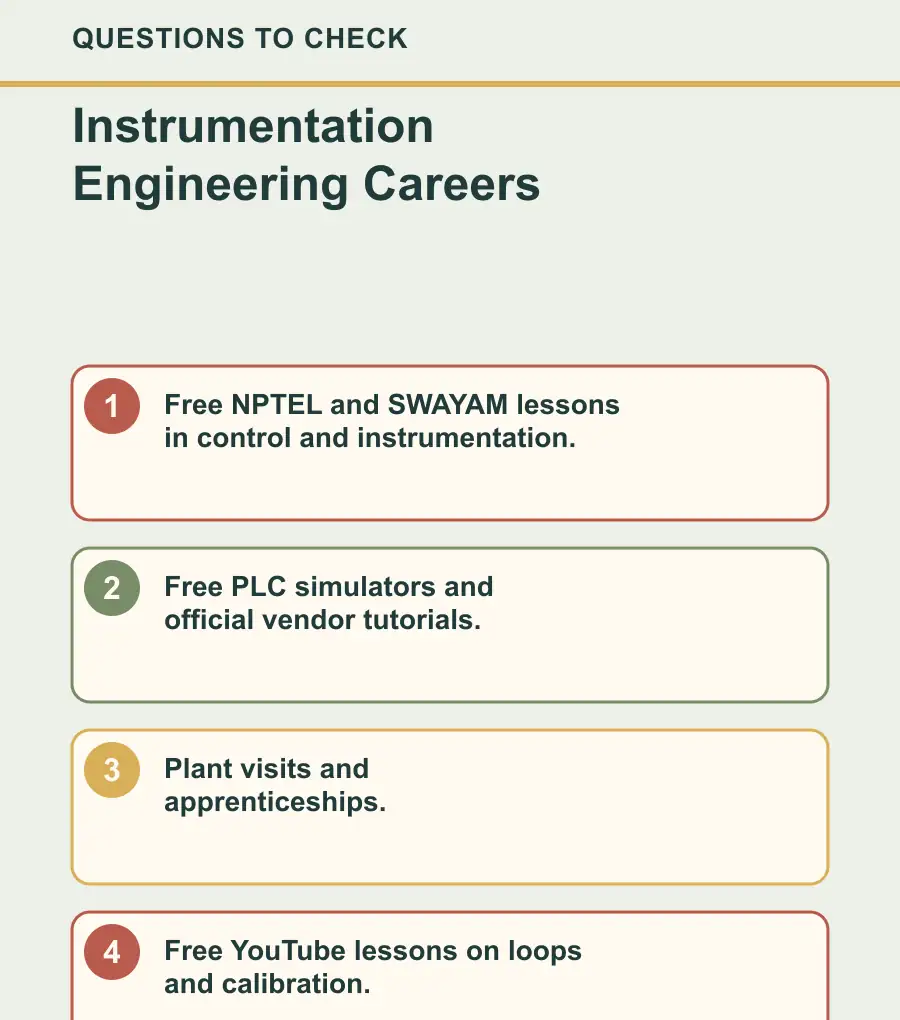 QUESTIONS TO CHECK
Instrumentation
Engineering Careers
1
Free NPTEL and SWAYAM lessons
in control and instrumentation.
2
Free PLC simulators and
official vendor tutorials.
3
Plant visits and
apprenticeships.
4
Free YouTube lessons on loops
and calibration.